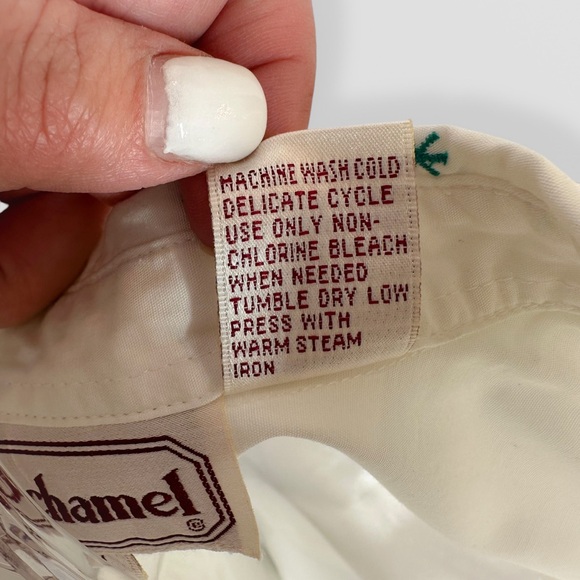 MACHINE WASH COLD
DELICATE CYCLE
USE ONLY NON-
CHLORINE BLEACH
WHEN NEEDED
TUMBLE DRY LOW
PRESS WITH
WARM STEAM
IRON
chamel®